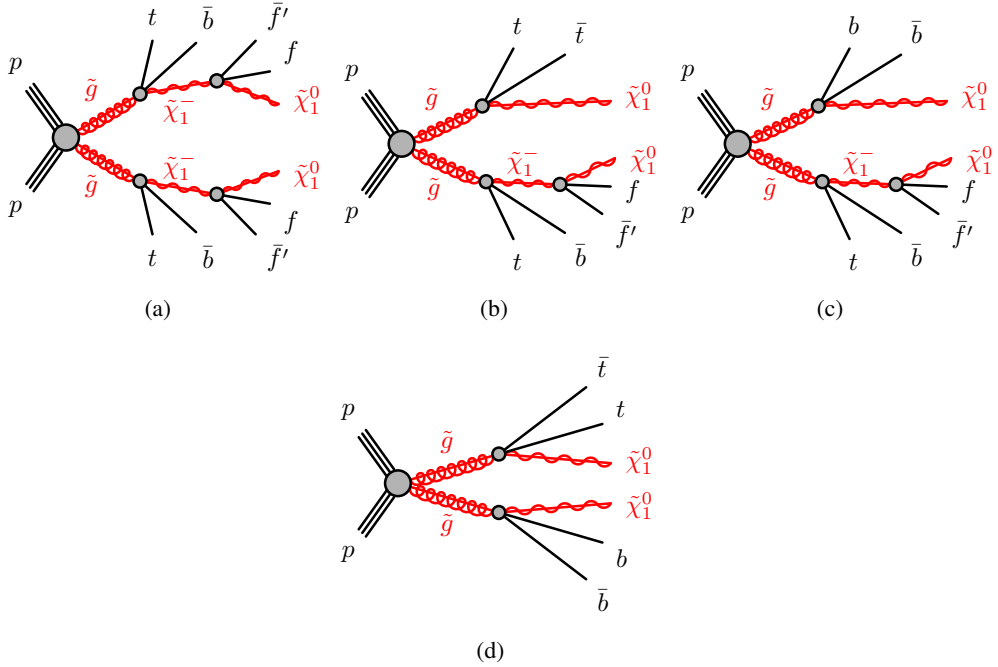 t b̄ f̄′
p f
g̃ χ̃₁⁰
χ̃₁⁻
χ̃₁⁻
g̃ χ̃₁⁰
p f
t b̄ f̄′
(a)
t t̄
p
g̃ χ̃₁⁰
χ̃₁⁻ χ̃₁⁰
g̃ f
p f̄′
t b̄
(b)
b b̄
p
g̃ χ̃₁⁰
χ̃₁⁻ χ̃₁⁰
g̃ f
p f̄′
t b̄
(c)
t̄
p t
g̃ χ̃₁⁰
g̃ χ̃₁⁰
p b
b̄
(d)